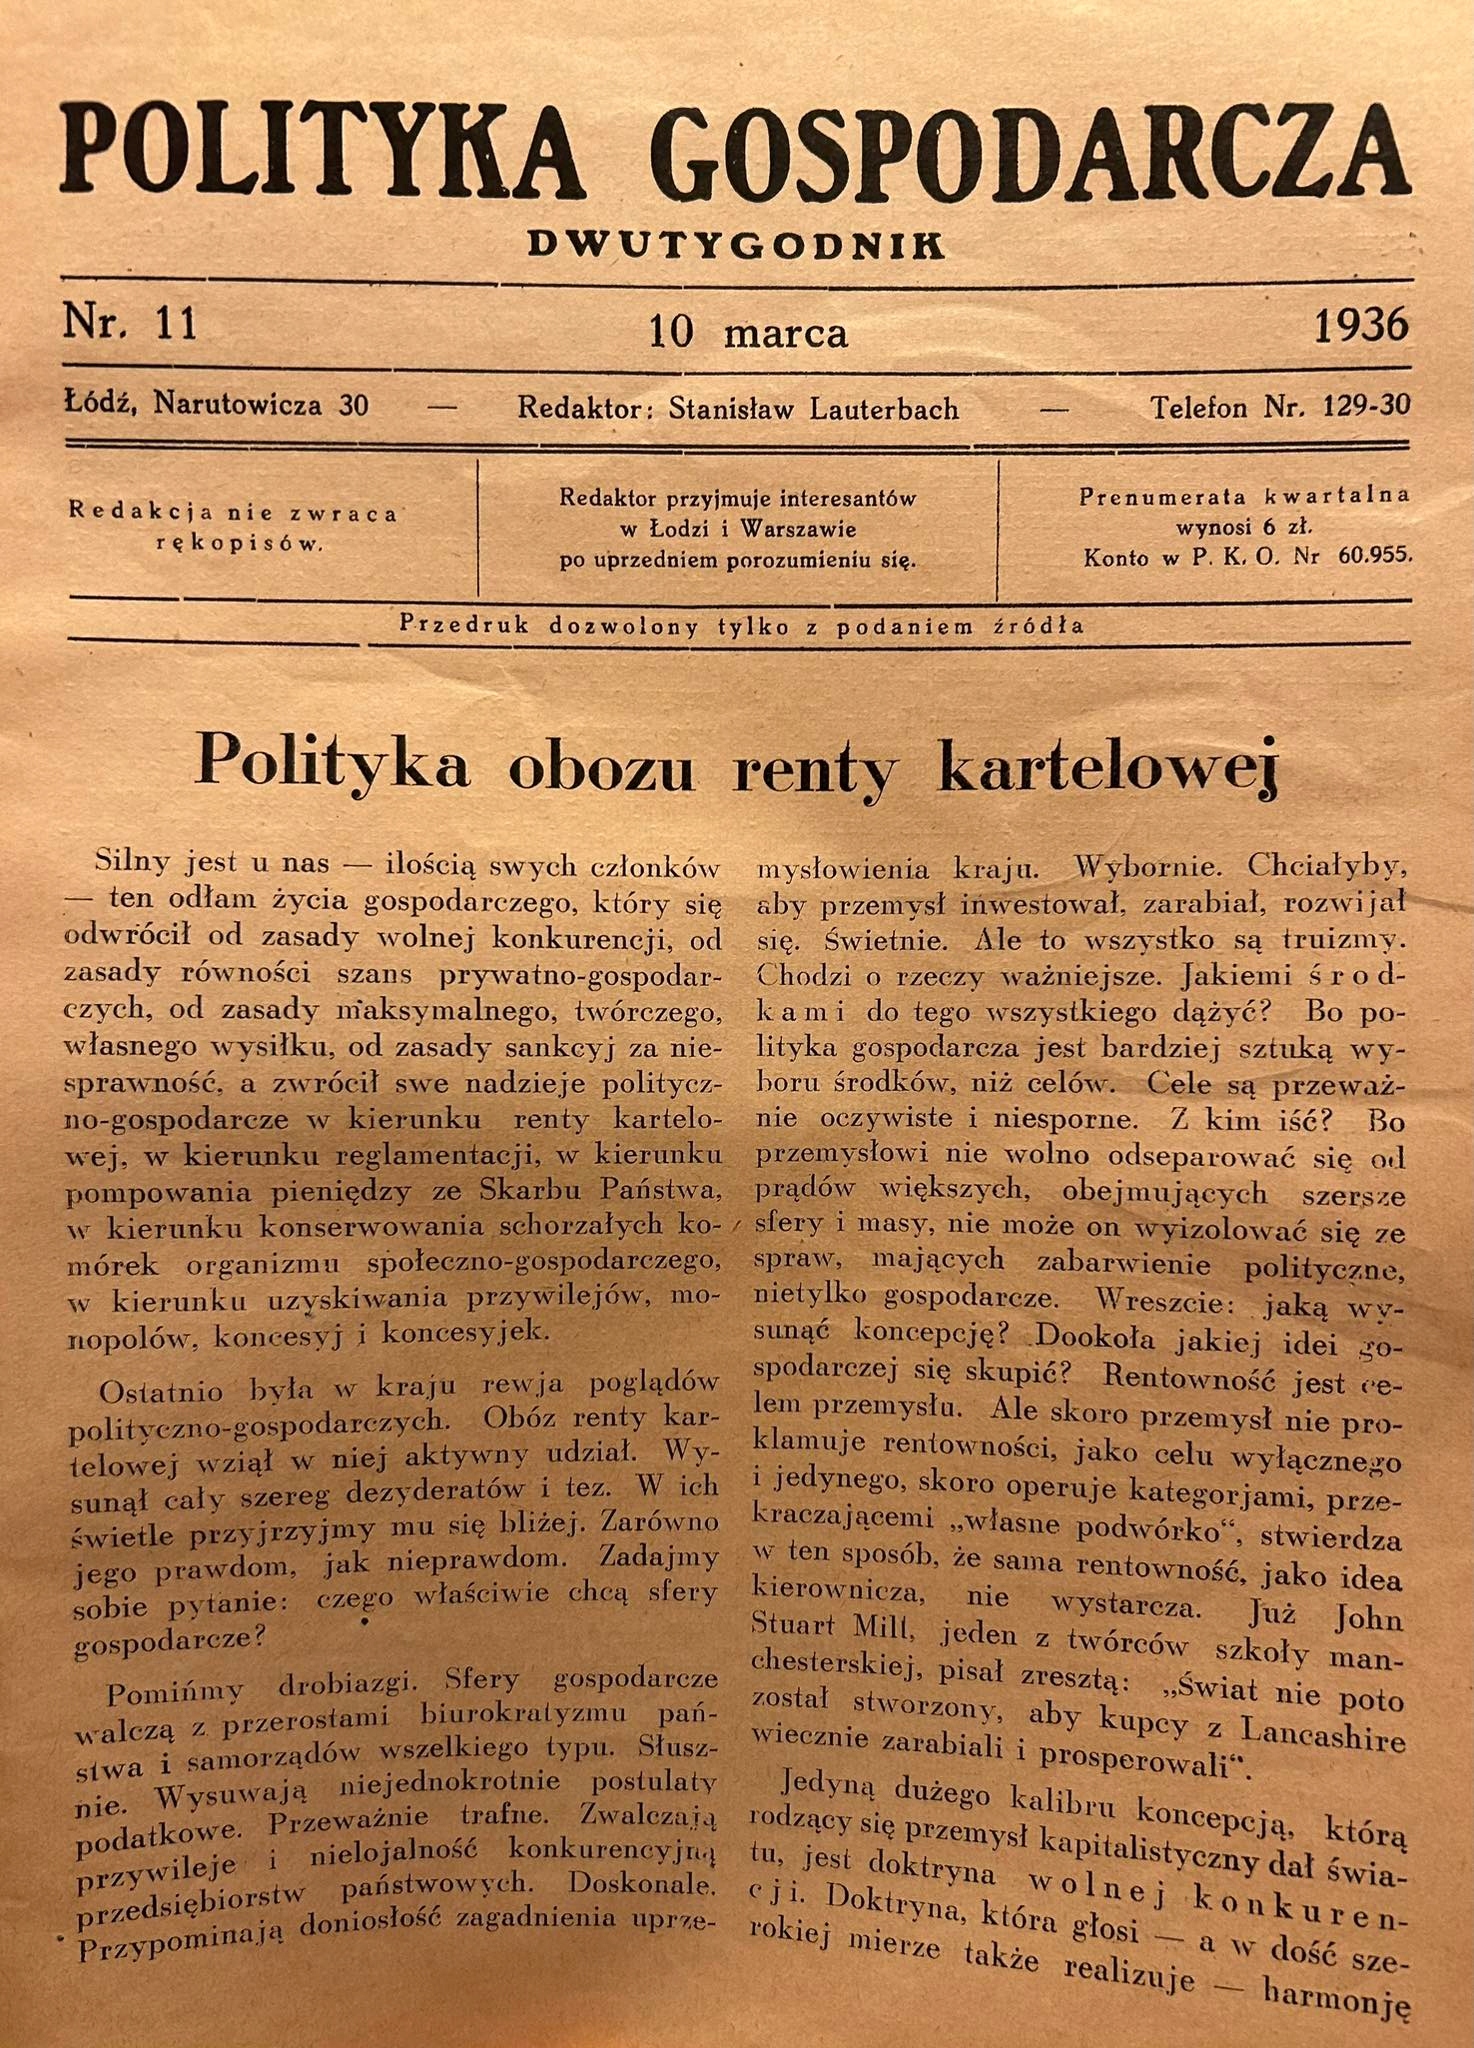 POLITYKA GOSPODARCZA
DWUTYGODNIK
Nr. 11 10 marca 1936
Łódź, Narutowicza 30 — Redaktor: Stanisław Lauterbach — Telefon Nr. 129-30
Redakcja nie zwraca
rękopisów.
Redaktor przyjmuje interesantów
w Łodzi i Warszawie
po uprzedniem porozumieniu się.
Prenumerata kwartalna
wynosi 6 zł.
Konto w P. K. O. Nr 60.955.
Przedruk dozwolony tylko z podaniem źródła
Polityka obozu renty kartelowej
Silny jest u nas — ilością swych członków
— ten odłam życia gospodarczego, który się
odwrócił od zasady wolnej konkurencji, od
zasady równości szans prywatno-gospodar-
czych, od zasady maksymalnego, twórczego,
własnego wysiłku, od zasady sankcyj za nie-
sprawność, a zwrócił swe nadzieje politycz-
no-gospodarcze w kierunku renty kartelo-
wej, w kierunku reglamentacji, w kierunku
pompowania pieniędzy ze Skarbu Państwa,
w kierunku konserwowania schorzałych ko-
mórek organizmu społeczno-gospodarczego,
w kierunku uzyskiwania przywilejów, mo-
nopolów, koncesyj i koncesyjek.
Ostatnio była w kraju rewja poglądów
polityczno-gospodarczych. Obóz renty kar-
telowej wziął w niej aktywny udział. Wy-
sunął cały szereg dezyderatów i tez. W ich
świetle przyjrzyjmy mu się bliżej. Zarówno
jego prawdom, jak nieprawdom. Zadajmy
sobie pytanie: czego właściwie chcą sfery
gospodarcze?
Pomińmy drobiazgi. Sfery gospodarcze
walczą z przerostami biurokratyzmu pań-
stwa i samorządów wszelkiego typu. Słusz-
nie. Wysuwają niejednokrotnie postulaty
podatkowe. Przeważnie trafne. Zwalczają
przywileje i nielojalność konkurencyjną
przedsiębiorstw państwowych. Doskonale.
Przypominają doniosłość zagadnienia uprze-
mysłowienia kraju. Wybornie. Chciałyby,
aby przemysł inwestował, zarabiał, rozwijał
się. Świetnie. Ale to wszystko są truizmy.
Chodzi o rzeczy ważniejsze. Jakiemi środ-
kami do tego wszystkiego dążyć? Bo po-
lityka gospodarcza jest bardziej sztuką wy-
boru środków, niż celów. Cele są przeważ-
nie oczywiste i niesporne. Z kim iść? Bo
przemysłowi nie wolno odseparować się od
prądów większych, obejmujących szersze
sfery i masy, nie może on wyizolować się ze
spraw, mających zabarwienie polityczne,
nietylko gospodarcze. Wreszcie: jaką wy-
sunąć koncepcję? Dookoła jakiej idei go-
spodarczej się skupić? Rentowność jest ce-
lem przemysłu. Ale skoro przemysł nie pro-
klamuje rentowności, jako celu wyłącznego
i jedynego, skoro operuje kategorjami, prze-
kraczającemi „własne podwórko“, stwierdza
w ten sposób, że sama rentowność, jako idea
kierownicza, nie wystarcza. Już John
Stuart Mill, jeden z twórców szkoły man-
chesterskiej, pisał zresztą: „Świat nie poto
został stworzony, aby kupcy z Lancashire
wiecznie zarabiali i prosperowali“.
Jedyną dużego kalibru koncepcją, którą
rodzący się przemysł kapitalistyczny dał świa-
tu, jest doktryna wolnej konkuren-
cji. Doktryna, która głosi — a w dość sze-
rokiej mierze także realizuje — harmonję